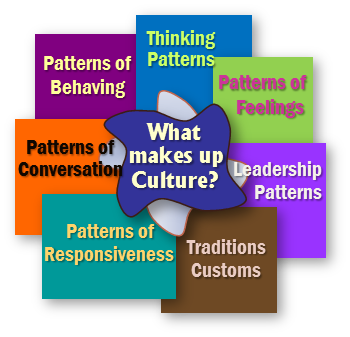 Thinking
Patterns
Patterns of
Feelings
Leadership
Patterns
Traditions
Customs
Patterns of
Responsiveness
Patterns of
Conversation
Patterns of
Behaving
What
makes up
Culture?